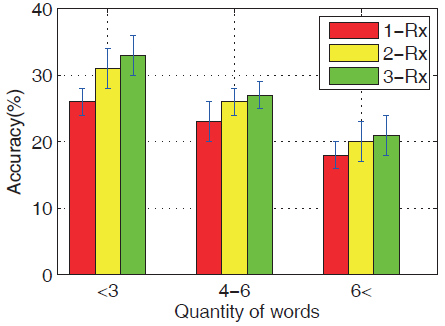 40
30
20
10
0
Accuracy(%)
1-Rx
2-Rx
3-Rx
<3
4-6
6<
Quantity of words